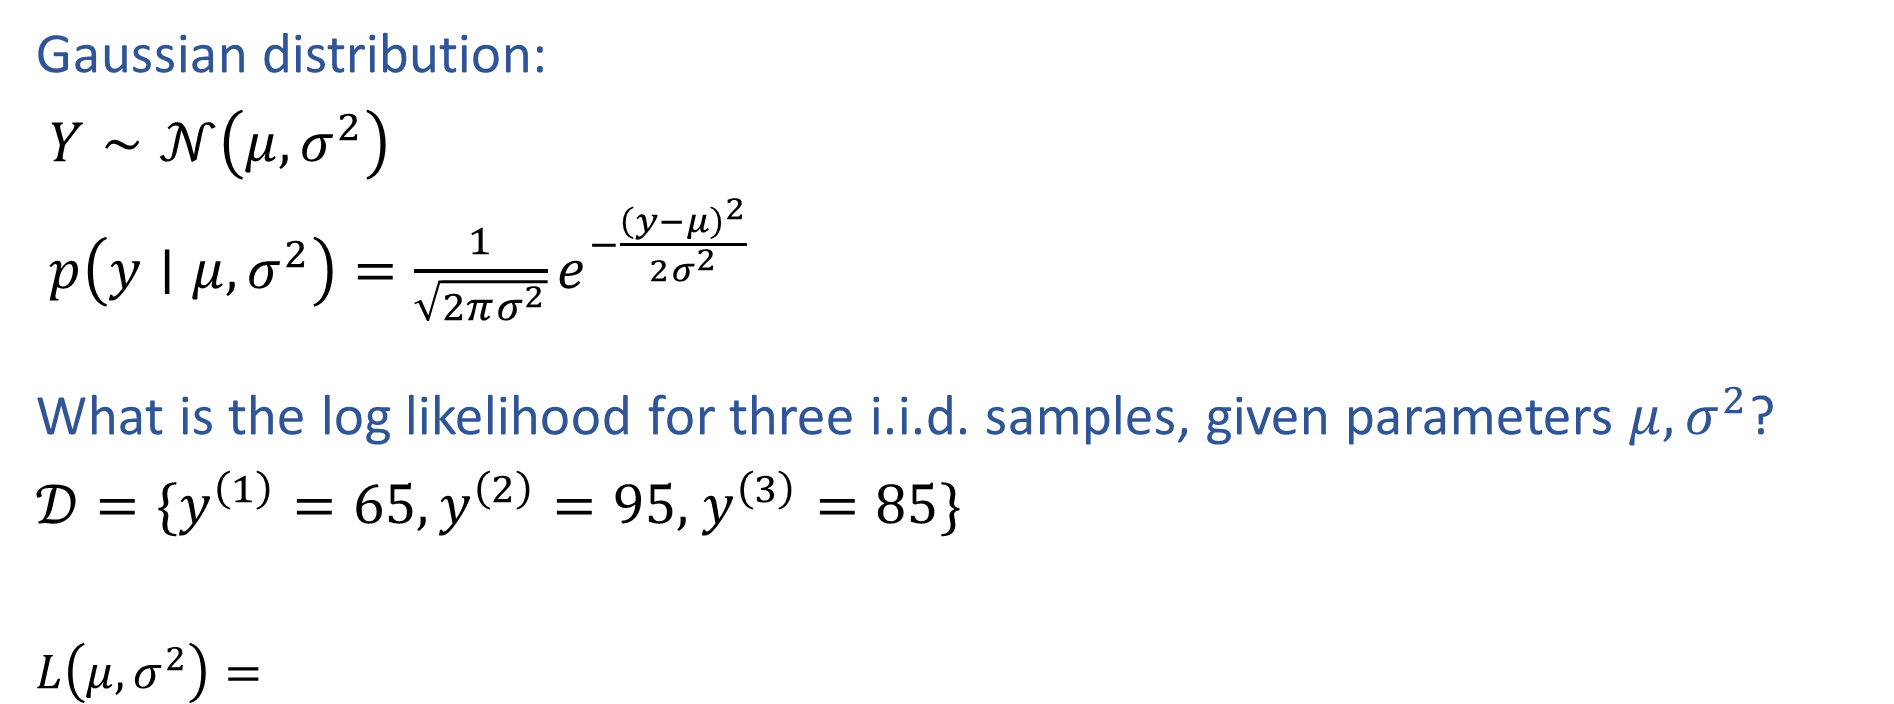 Gaussian distribution:
Y ~ 𝒩(μ, σ²)
p(y | μ, σ²) = 1/√(2πσ²) e^(−(y−μ)²/(2σ²))
What is the log likelihood for three i.i.d. samples, given parameters μ, σ²?
𝒟 = {y⁽¹⁾ = 65, y⁽²⁾ = 95, y⁽³⁾ = 85}
L(μ, σ²) =